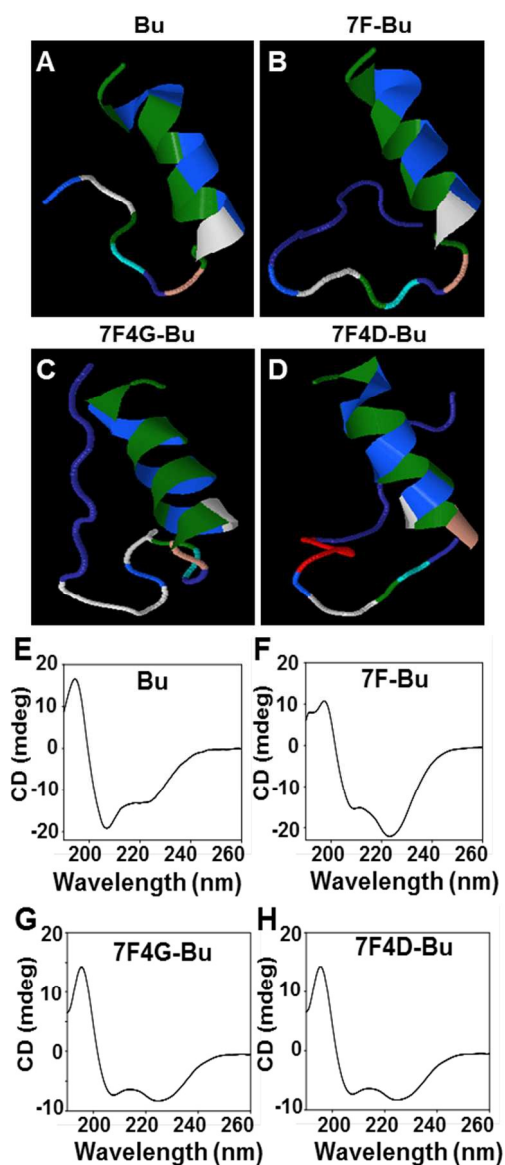 Bu 7F-Bu
A B
7F4G-Bu 7F4D-Bu
C D
E F
20 20
Bu 7F-Bu
10 10
0 0
-10 -10
-20 -20
CD (mdeg) CD (mdeg)
200 220 240 260 200 220 240 260
Wavelength (nm) Wavelength (nm)
G H
20 20
7F4G-Bu 7F4D-Bu
10 10
0 0
-10 -10
CD (mdeg) CD (mdeg)
200 220 240 260 200 220 240 260
Wavelength (nm) Wavelength (nm)